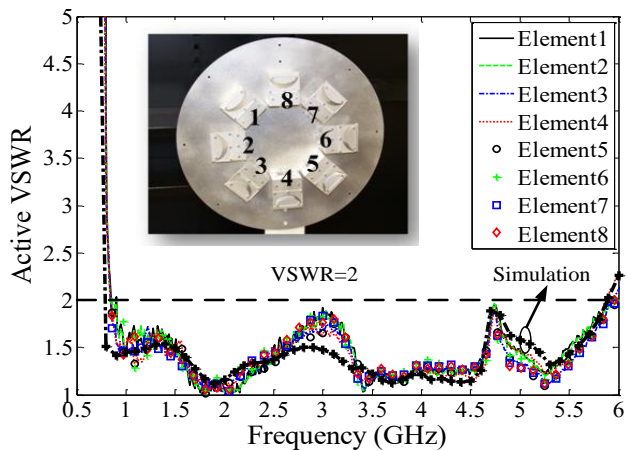 5
4.5
4
3.5
3
2.5
2
1.5
1
Active VSWR
0.5
1
1.5
2
2.5
3
3.5
4
4.5
5
5.5
6
Frequency (GHz)
8
1
7
2
6
3
5
4
VSWR=2
Simulation
Element1
Element2
Element3
Element4
Element5
Element6
Element7
Element8